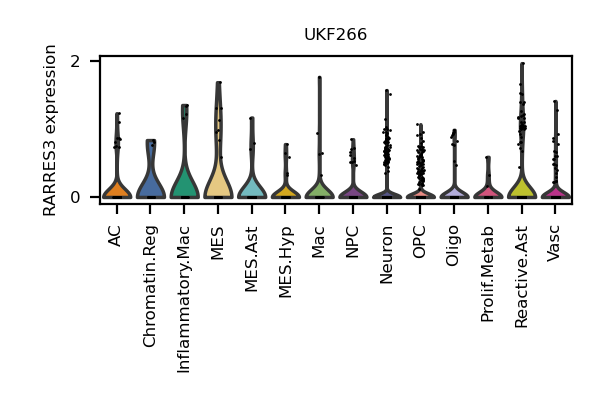 UKF266
RARRES3 expression
2
0
AC
Chromatin.Reg
Inflammatory.Mac
MES
MES.Ast
MES.Hyp
Mac
NPC
Neuron
OPC
Oligo
Prolif.Metab
Reactive.Ast
Vasc